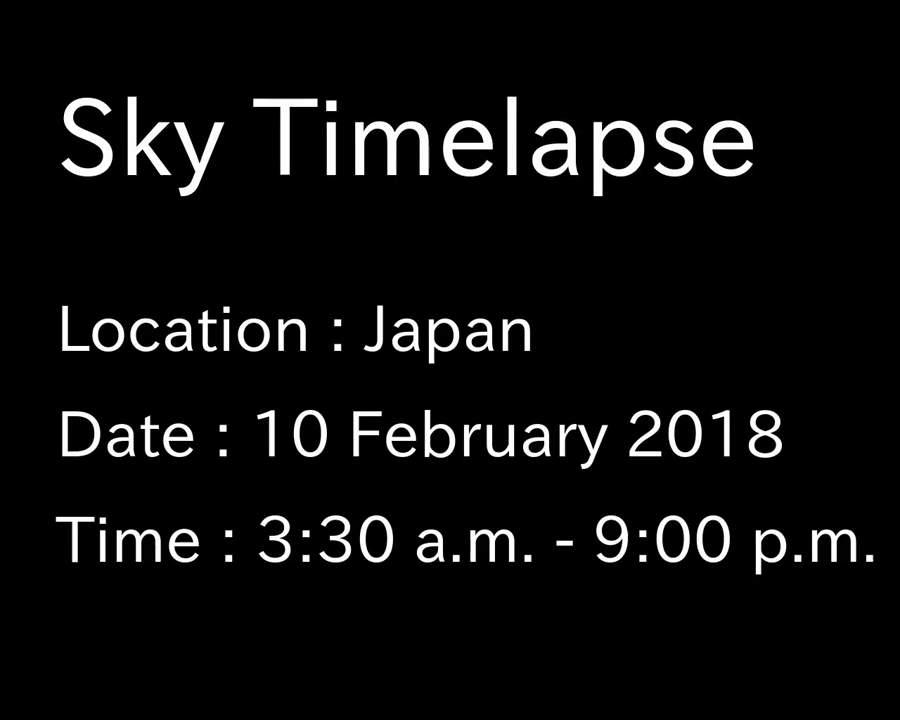 Sky Timelapse
Location : Japan
Date : 10 February 2018
Time : 3:30 a.m. - 9:00 p.m.